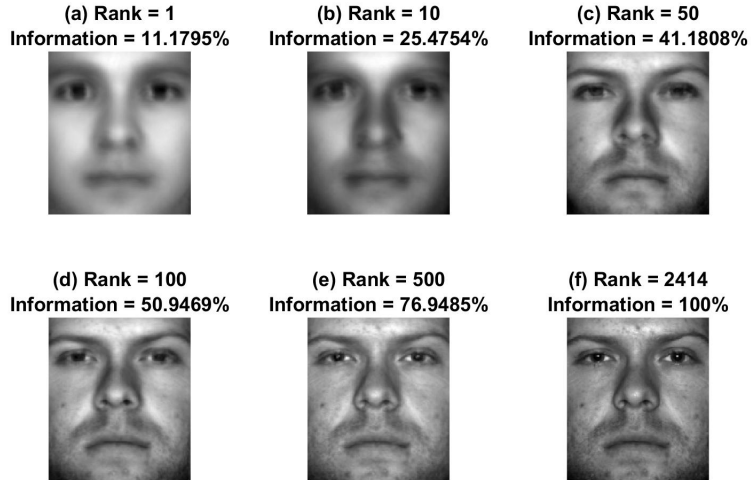 (a) Rank = 1
Information = 11.1795%
(b) Rank = 10
Information = 25.4754%
(c) Rank = 50
Information = 41.1808%
(d) Rank = 100
Information = 50.9469%
(e) Rank = 500
Information = 76.9485%
(f) Rank = 2414
Information = 100%